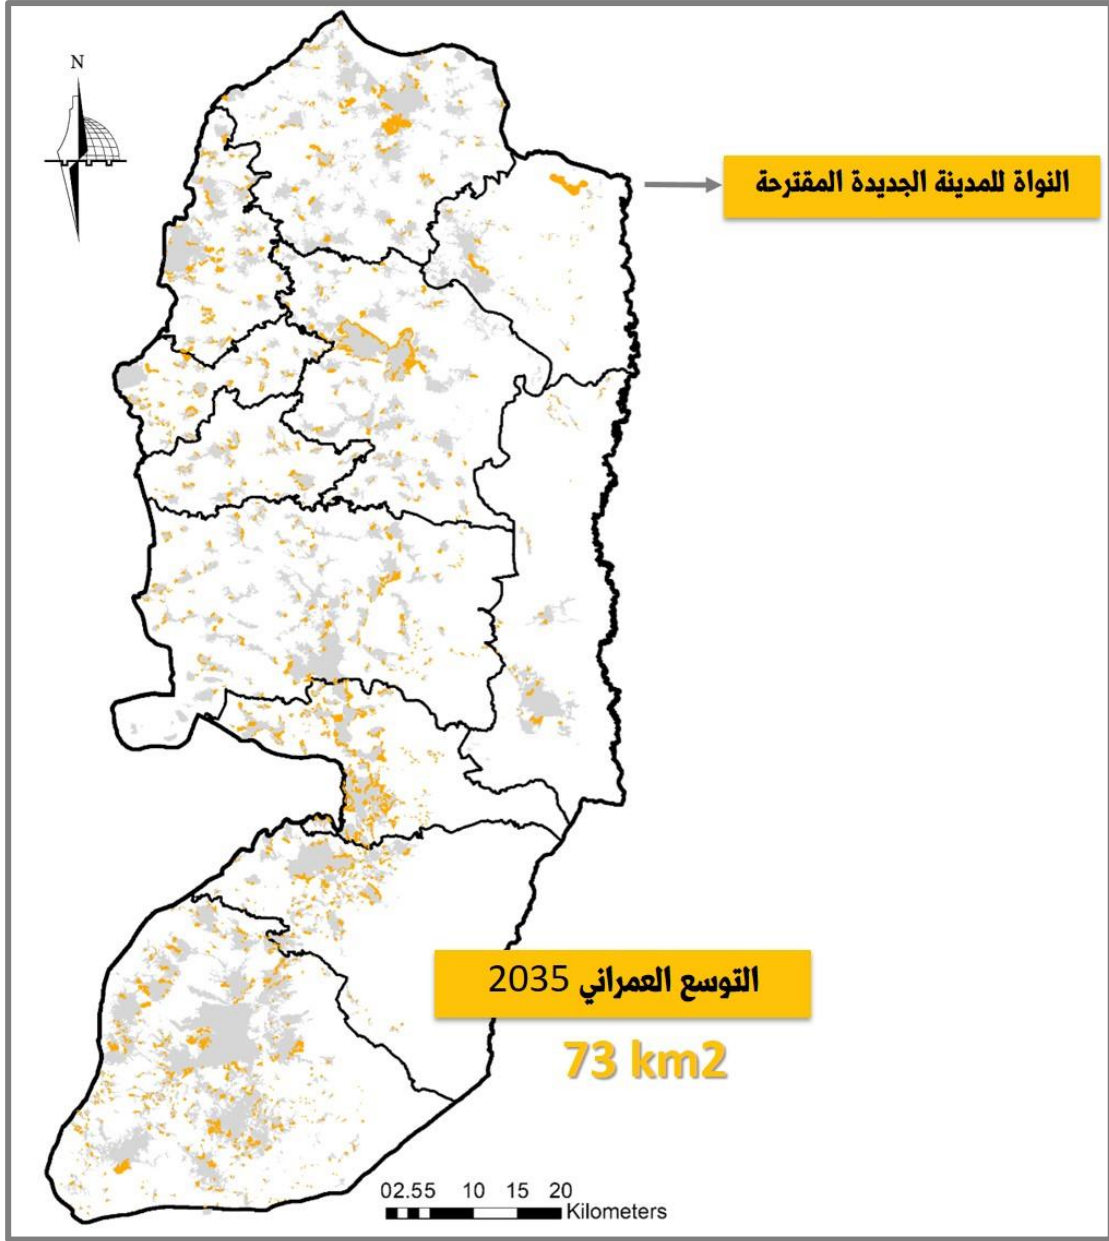 N
النواة للمدينة الجديدة المقترحة
التوسع العمراني 2035
73 km2
02.55 10 15 20
Kilometers